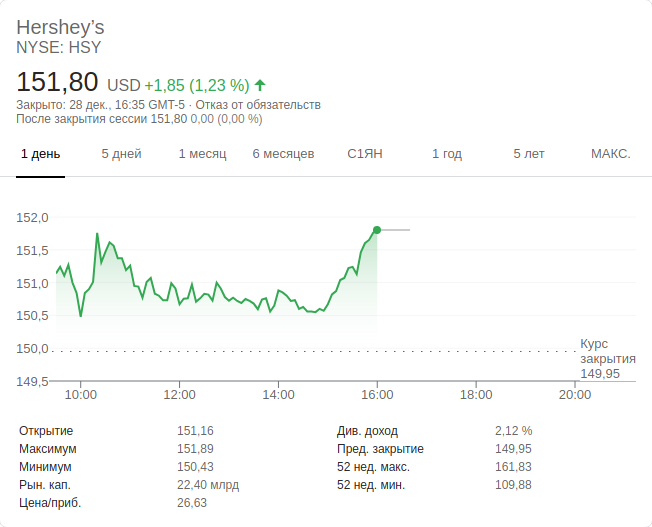 Hershey’s
NYSE: HSY
151,80 USD +1,85 (1,23 %)
Закрыто: 28 дек., 16:35 GMT-5 · Отказ от обязательств
После закрытия сессии 151,80 0,00 (0,00 %)
1 день 5 дней 1 месяц 6 месяцев С1ЯН 1 год 5 лет МАКС.
152,0
151,5
151,0
150,5
150,0
149,5
Курс
закрытия
149,95
10:00 12:00 14:00 16:00 18:00 20:00
Открытие 151,16 Див. доход 2,12 %
Максимум 151,89 Пред. закрытие 149,95
Минимум 150,43 52 нед. макс. 161,83
Рын. кап. 22,40 млрд 52 нед. мин. 109,88
Цена/приб. 26,63